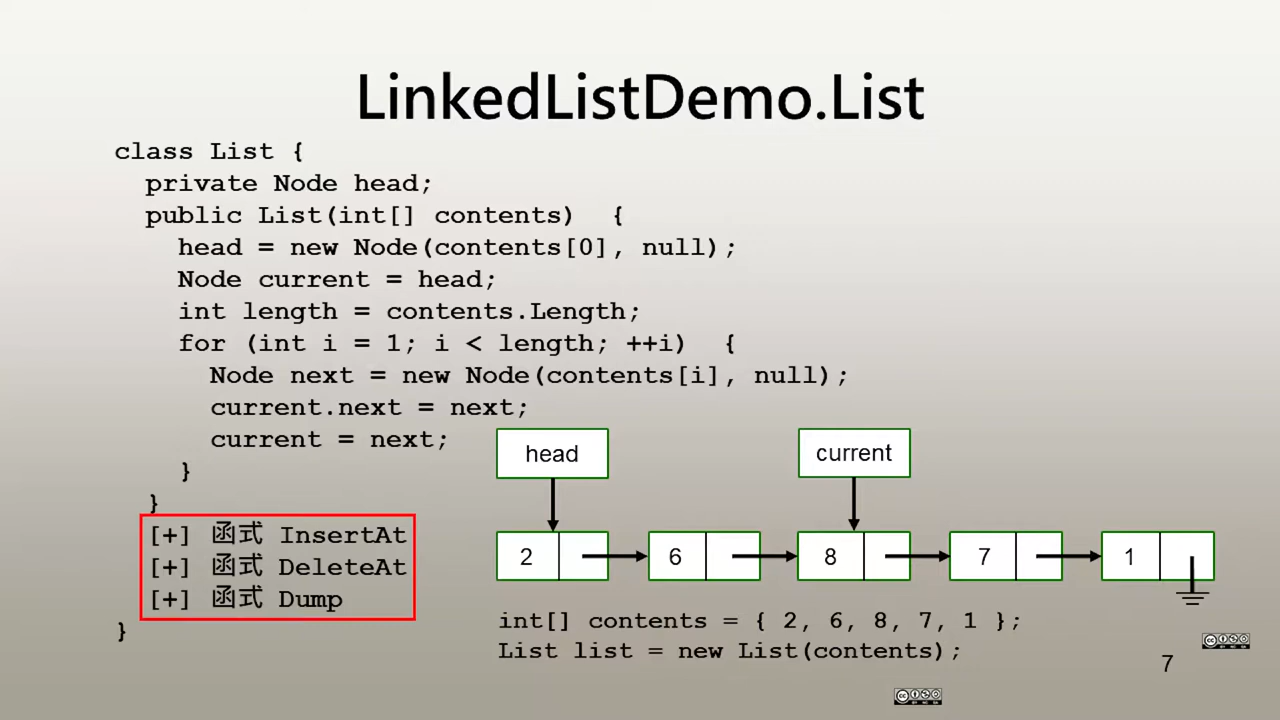 LinkedListDemo.List
class List {
  private Node head;
  public List(int[] contents)  {
    head = new Node(contents[0], null);
    Node current = head;
    int length = contents.Length;
    for (int i = 1; i < length; ++i)  {
      Node next = new Node(contents[i], null);
      current.next = next;
      current = next;
    }
  }
  [+] 函式 InsertAt
  [+] 函式 DeleteAt
  [+] 函式 Dump
}
head current
2 6 8 7 1
int[] contents = { 2, 6, 8, 7, 1 };
List list = new List(contents);
7